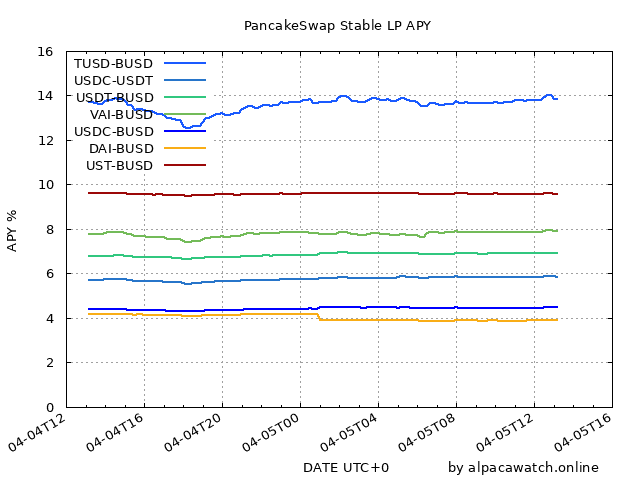 PancakeSwap Stable LP APY
16
14
12
10
8
6
4
2
0
APY %
TUSD-BUSD
USDC-USDT
USDT-BUSD
VAI-BUSD
USDC-BUSD
DAI-BUSD
UST-BUSD
04-04T12
04-04T16
04-04T20
04-05T00
04-05T04
04-05T08
04-05T12
04-05T16
DATE UTC+0
by alpacawatch.online